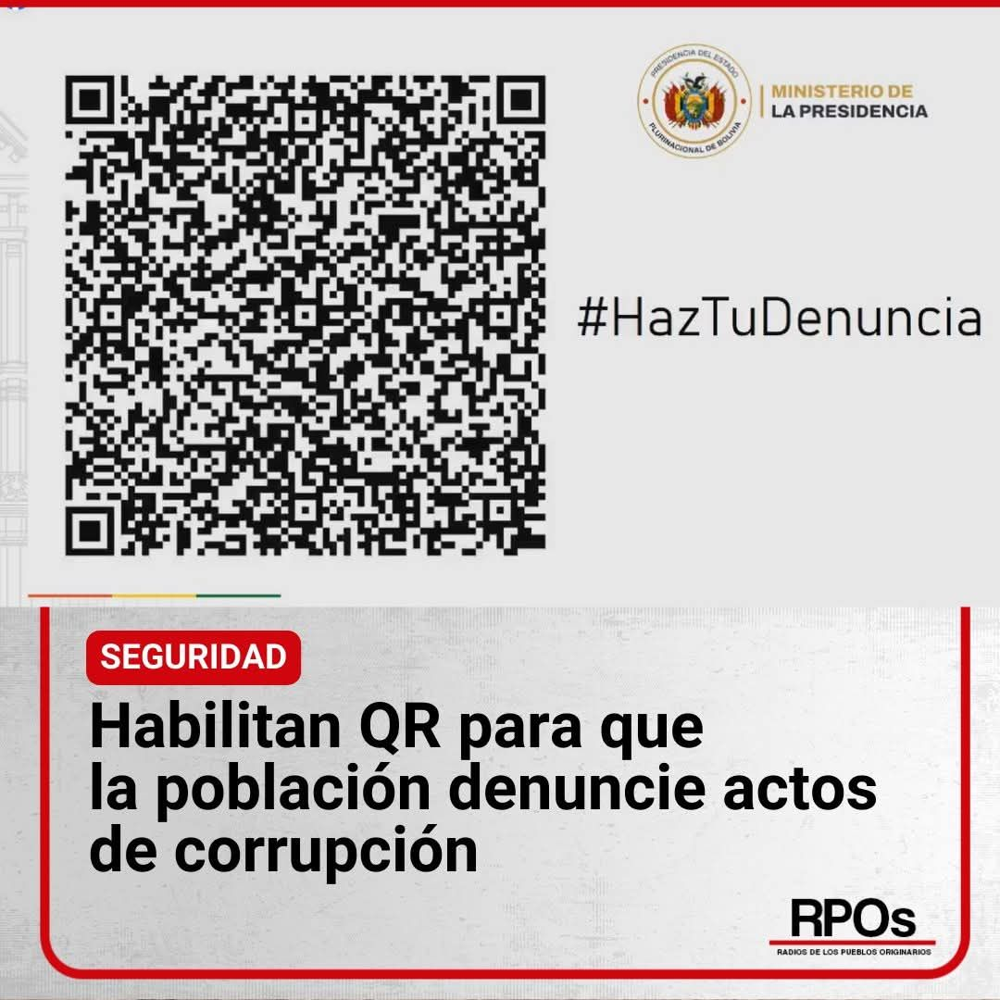 PRESIDENCIA DEL ESTADO
PLURINACIONAL DE BOLIVIA
MINISTERIO DE
LA PRESIDENCIA
#HazTuDenuncia
SEGURIDAD
Habilitan QR para que
la población denuncie actos
de corrupción
RPOs
RADIOS DE LOS PUEBLOS ORIGINARIOS